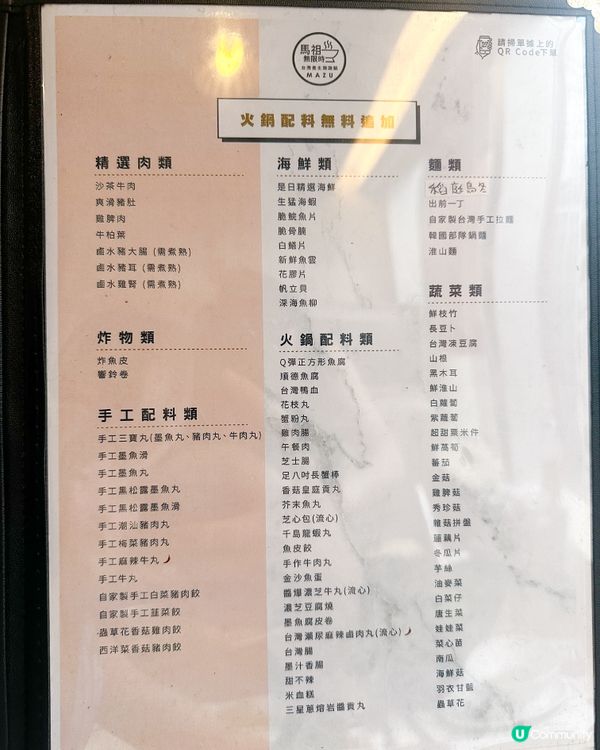 馬祖
無限時
台灣養生鍋物鍋
MAZU
請掃單據上的
QR Code下單
火鍋配料無料追加
精選肉類
沙茶牛肉
爽滑豬肚
雞脾肉
牛柏葉
鹵水豬大腸 (需煮熟)
鹵水豬耳 (需煮熟)
鹵水雞腎 (需煮熟)
炸物類
炸魚皮
響鈴卷
手工配料類
手工三寶丸(墨魚丸、豬肉丸、牛肉丸)
手工墨魚滑
手工墨魚丸
手工黑松露墨魚丸
手工黑松露墨魚滑
手工潮汕豬肉丸
手工梅菜豬肉丸
手工麻辣牛丸
手工牛丸
自家製手工白菜豬肉餃
自家製手工韮菜餃
蟲草花香菇雞肉餃
西洋菜香菇豬肉餃
海鮮類
是日精選海鮮
生猛海蝦
脆鯇魚片
脆骨腩
白鱔片
新鮮魚雲
花膠片
帆立貝
深海魚柳
火鍋配料類
Q彈正方形魚腐
順德魚腐
台灣鴨血
花枝丸
蟹粉丸
雞肉腸
午餐肉
芝士腸
足八吋長蟹棒
香菇皇庭貢丸
芥末魚丸
芝心包(流心)
千島龍蝦丸
魚皮餃
手作牛肉丸
金沙魚蛋
醬爆濃芝牛丸(流心)
濃芝豆腐燒
墨魚腐皮卷
台灣瀨尿麻辣鹵肉丸(流心)
台灣腸
墨汁香腸
甜不辣
米血糕
三星蔥熔岩醬貢丸
麵類
稻庭烏冬
出前一丁
自家製台灣手工拉麵
韓國部隊鍋麵
淮山麵
蔬菜類
鮮枝竹
長豆卜
台灣凍豆腐
山根
黑木耳
鮮淮山
白蘿蔔
紫蘿蔔
超甜粟米件
鮮萵筍
蕃茄
金菇
雞脾菇
秀珍菇
雜菇拼盤
蓮藕片
冬瓜片
芋絲
油麥菜
白菜仔
唐生菜
娃娃菜
菜心苗
南瓜
海鮮菇
羽衣甘藍
蟲草花
U Community